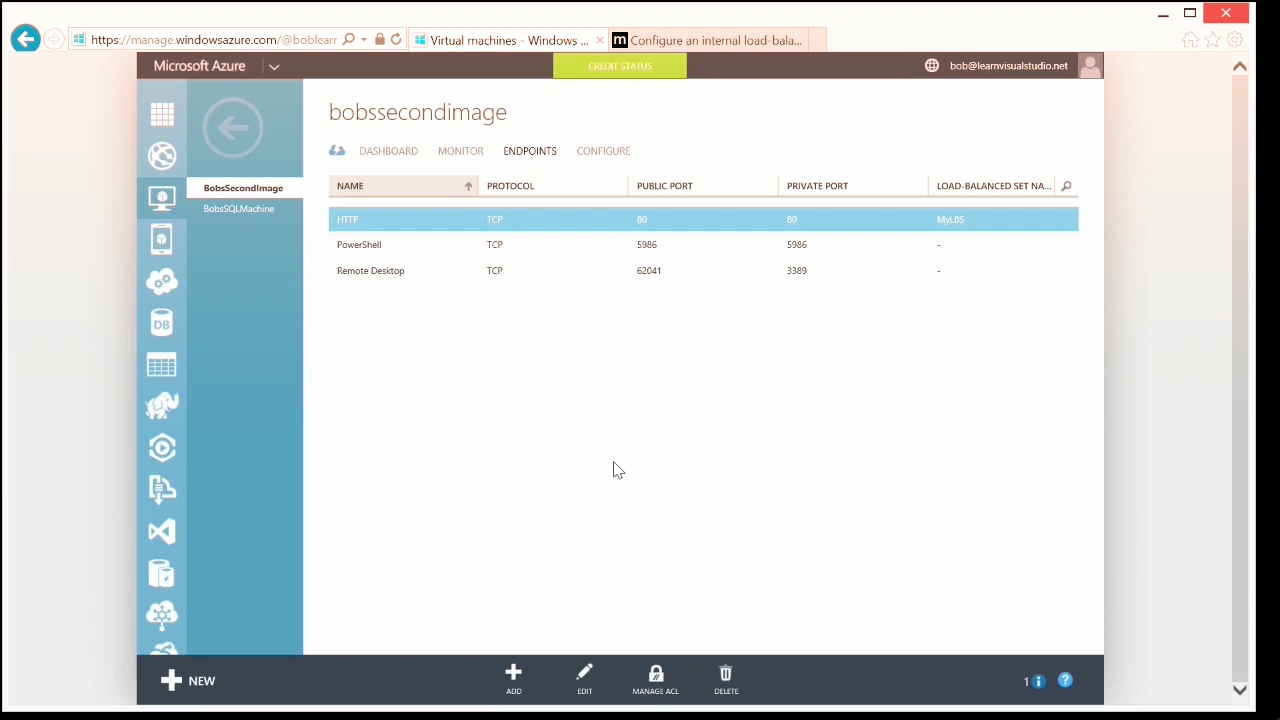 https://manage.windowsazure.com/@boblearr
Virtual machines - Windows ...
m Configure an internal load-bala...
Microsoft Azure
CREDIT STATUS
bob@learnvisualstudio.net
bobssecondimage
DASHBOARD MONITOR ENDPOINTS CONFIGURE
BobsSecondImage
BobsSQLMachine
NAME PROTOCOL PUBLIC PORT PRIVATE PORT LOAD-BALANCED SET NA...
HTTP TCP 80 80 MyLBS
PowerShell TCP 5986 5986 -
Remote Desktop TCP 62041 3389 -
DB
NEW
ADD
EDIT
MANAGE ACL
DELETE
1 i ?